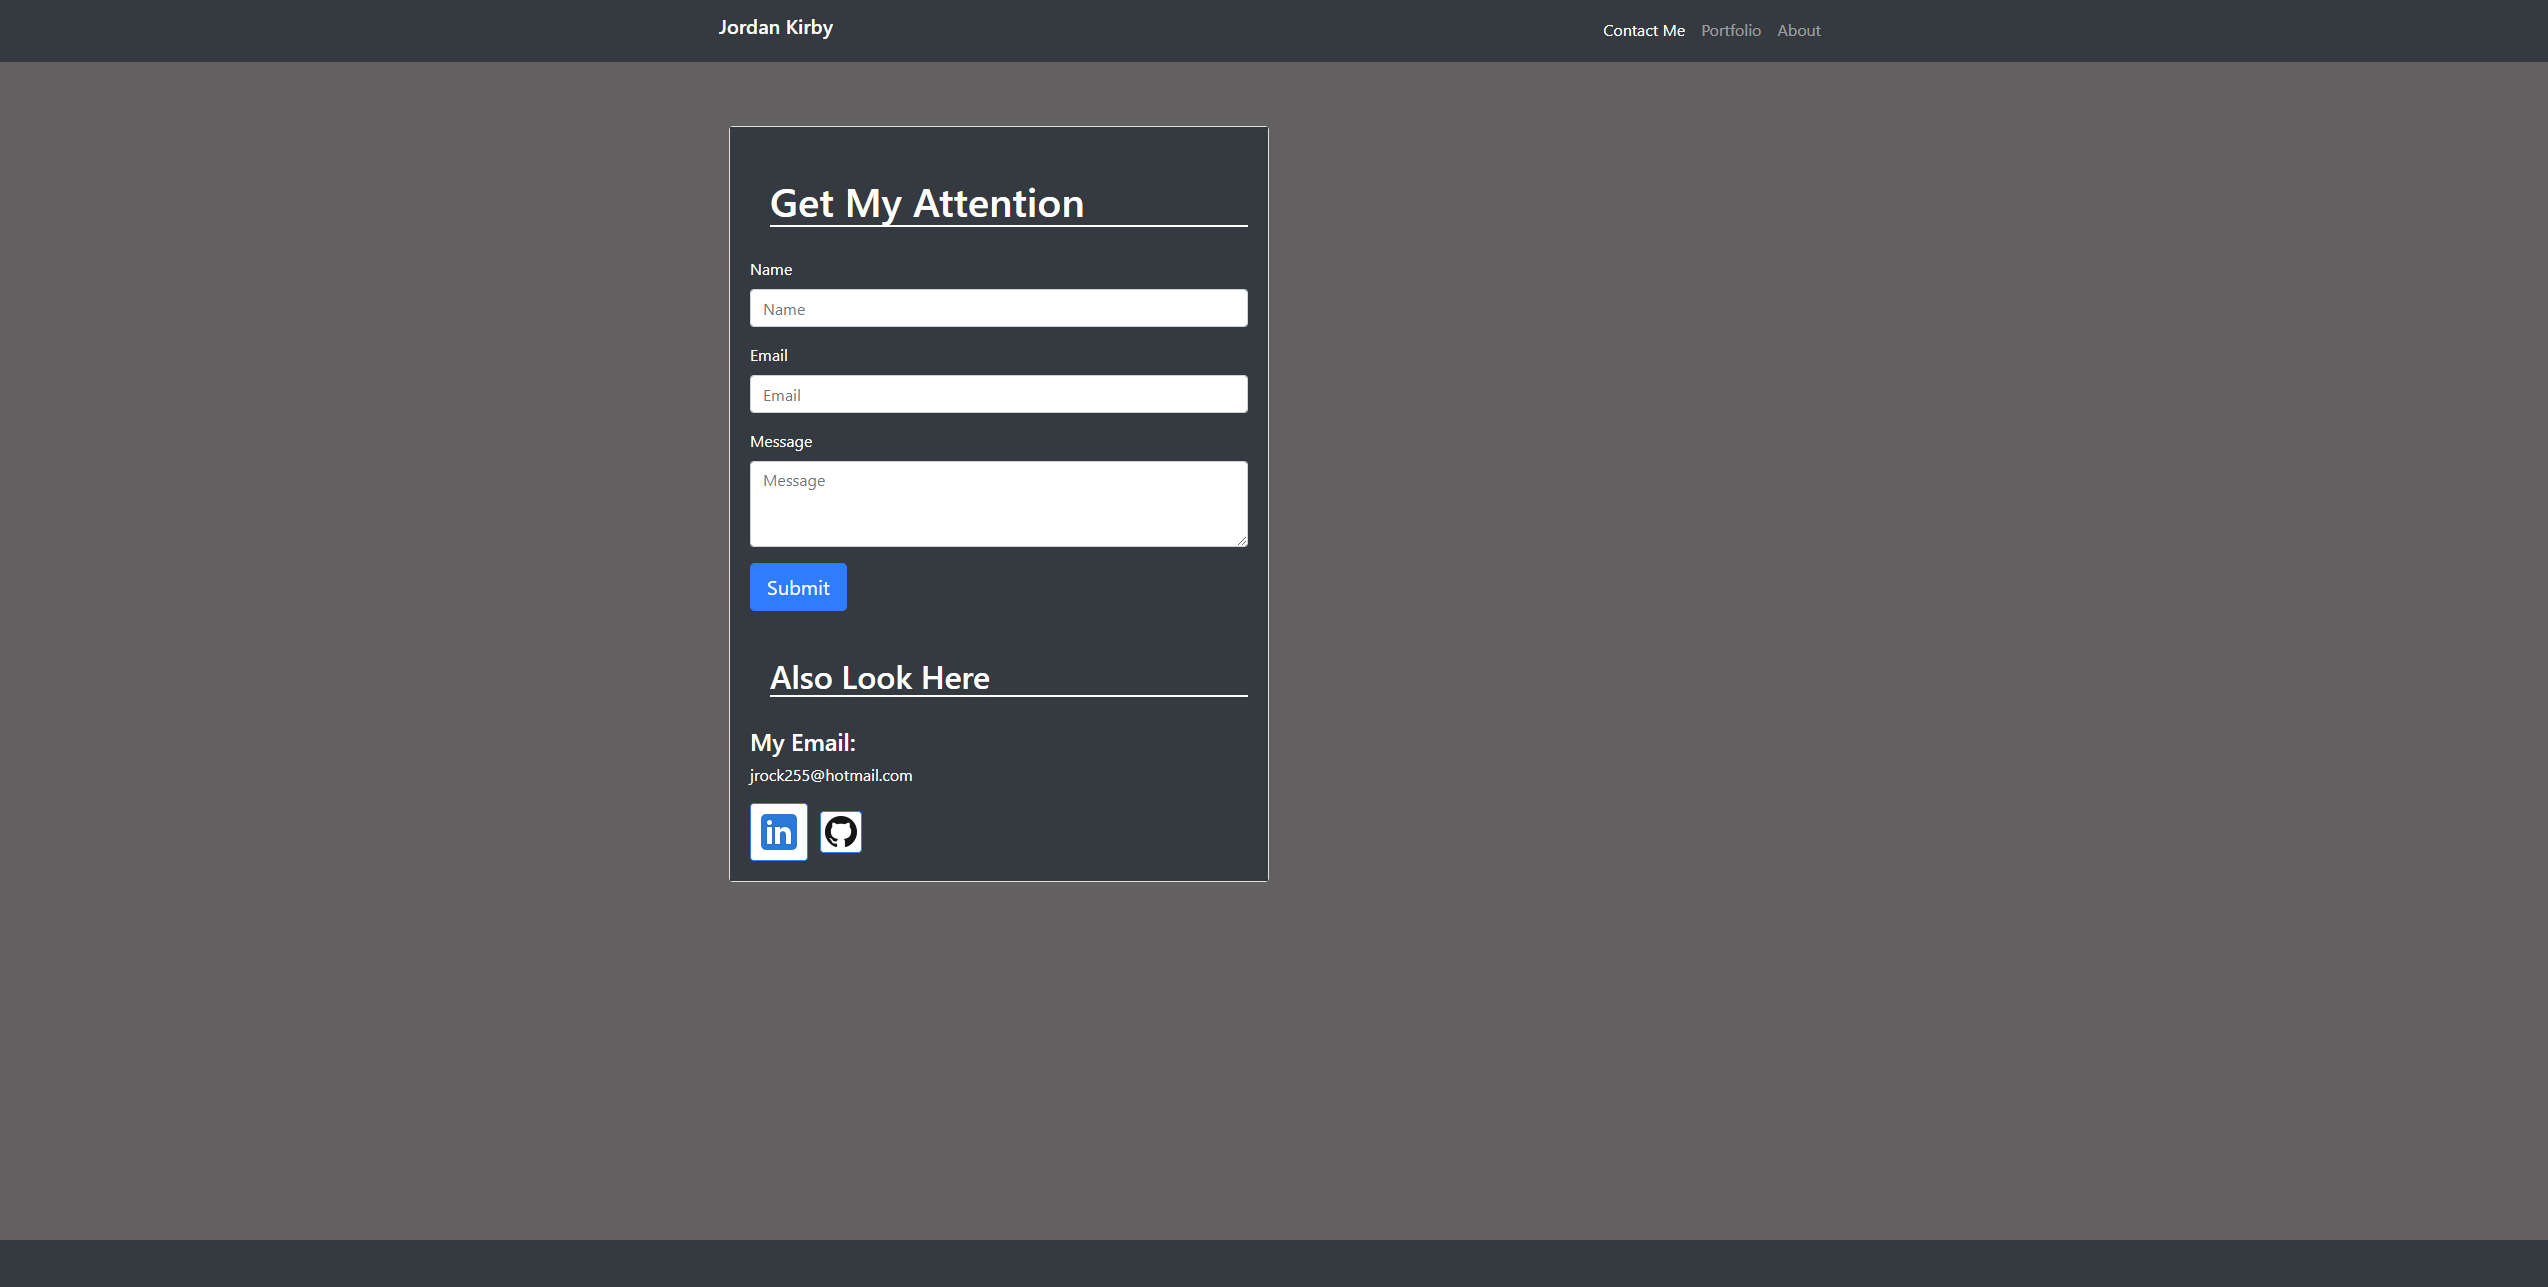 Jordan Kirby
Contact Me Portfolio About
Get My Attention
Name
Name
Email
Email
Message
Message
Submit
Also Look Here
My Email:
jrock255@hotmail.com
in